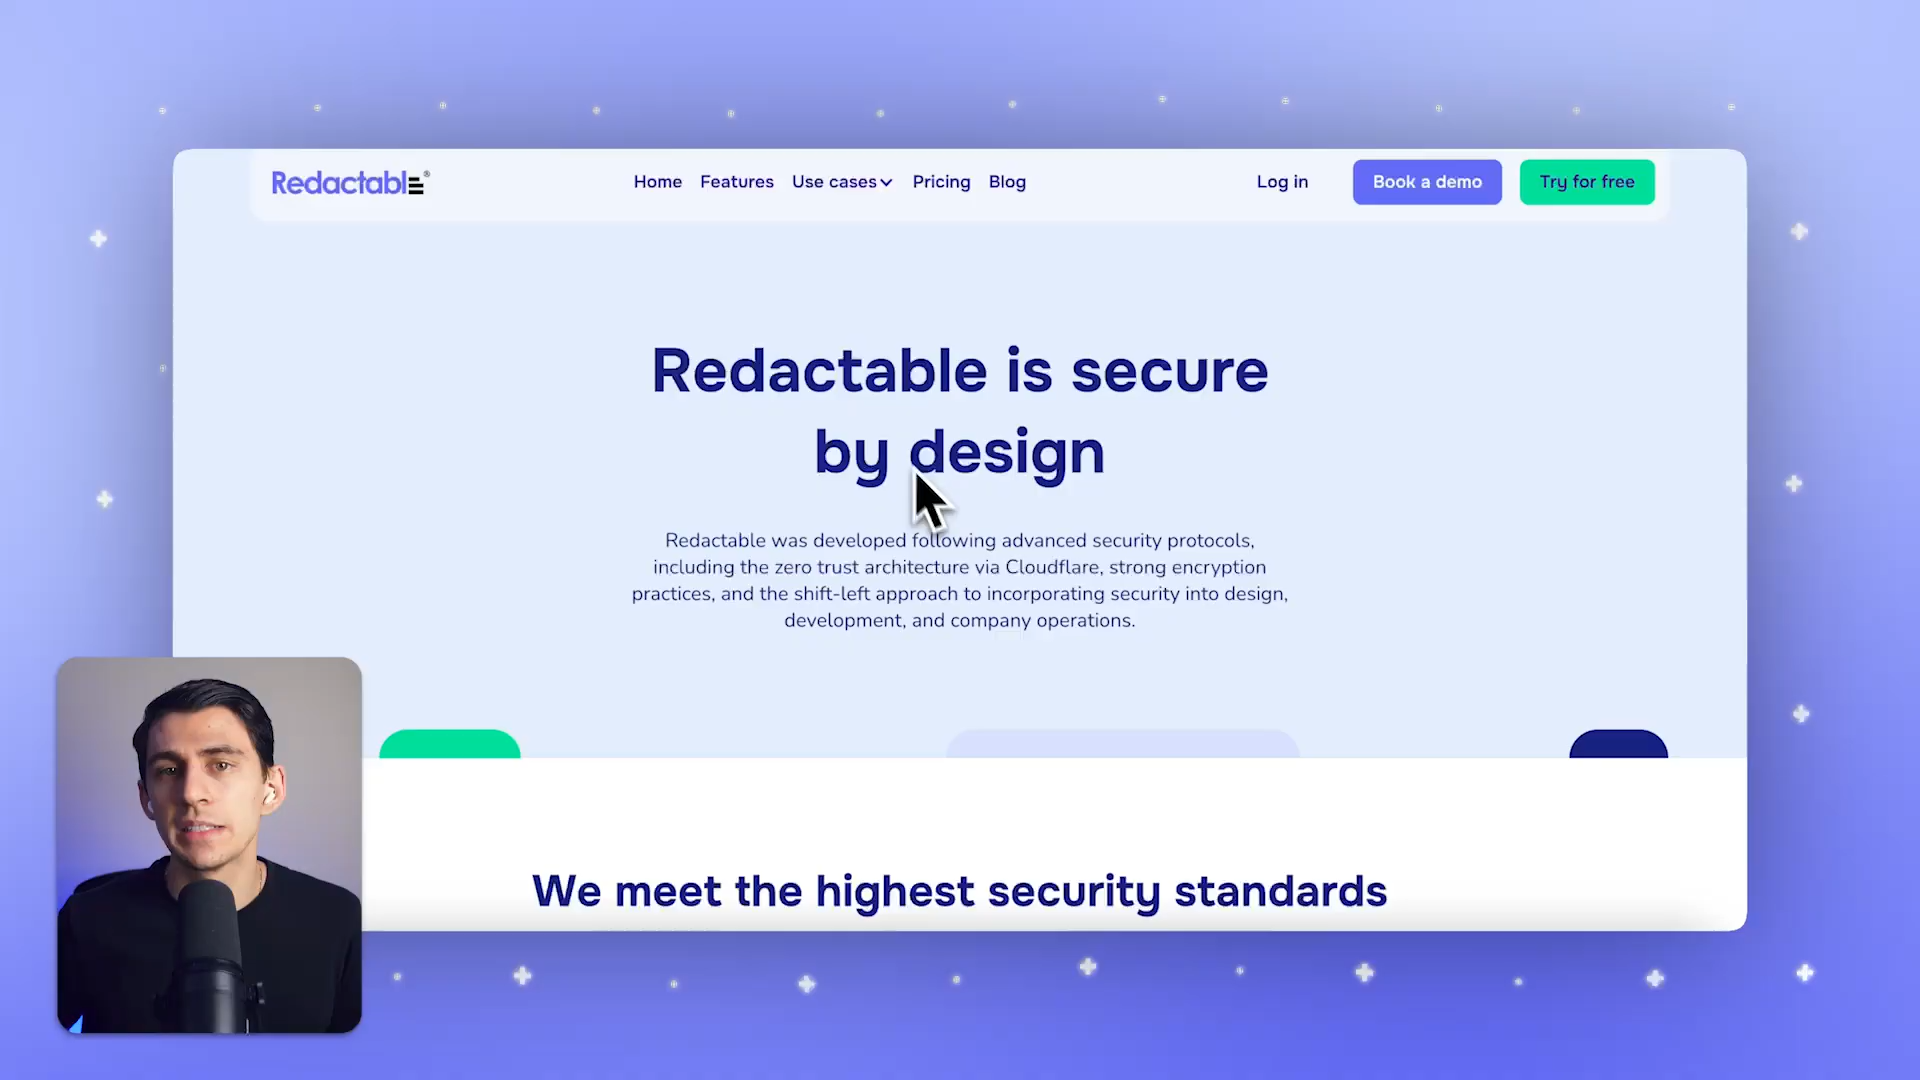 Redactable®
Home Features Use cases Pricing Blog Log in Book a demo Try for free
Redactable is secure
by design
Redactable was developed following advanced security protocols,
including the zero trust architecture via Cloudflare, strong encryption
practices, and the shift-left approach to incorporating security into design,
development, and company operations.
We meet the highest security standards